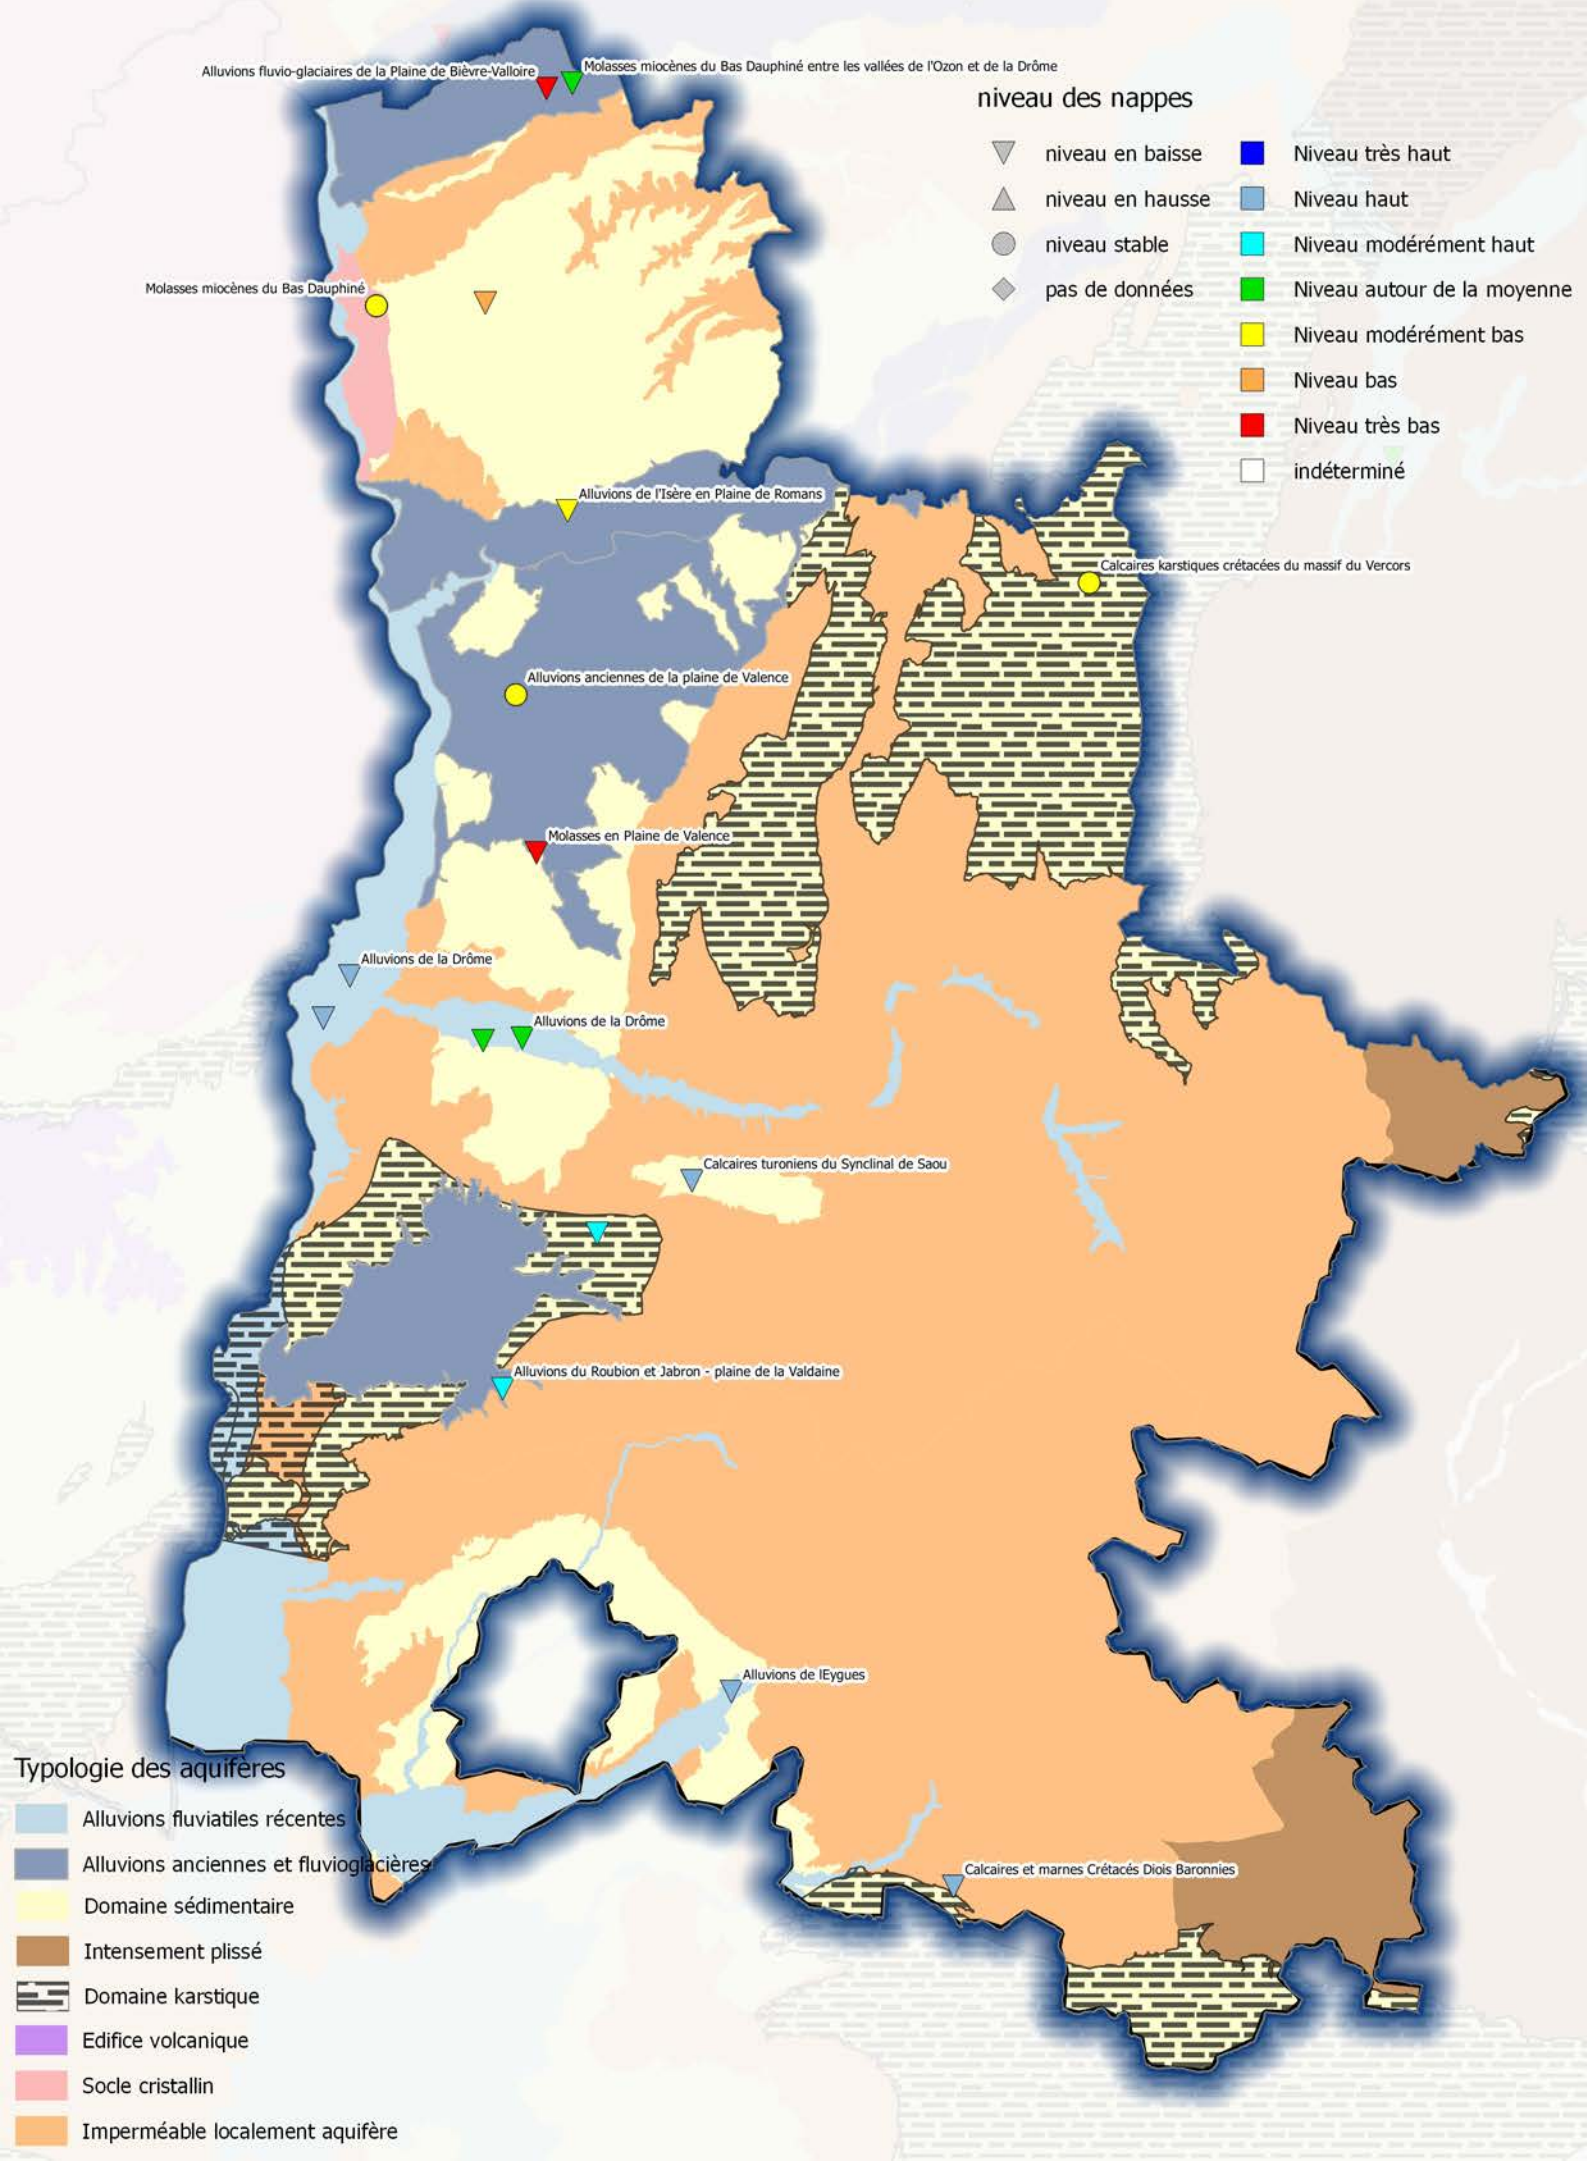 Alluvions fluvio-glaciaires de la Plaine de Bièvre-Valloire
Molasses miocènes du Bas Dauphiné entre les vallées de l'Ozon et de la Drôme
niveau des nappes
niveau en baisse
Niveau très haut
niveau en hausse
Niveau haut
niveau stable
Niveau modérément haut
pas de données
Niveau autour de la moyenne
Niveau modérément bas
Niveau bas
Niveau très bas
indéterminé
Molasses miocènes du Bas Dauphiné
Alluvions de l'Isère en Plaine de Romans
Calcaires karstiques crétacées du massif du Vercors
Alluvions anciennes de la plaine de Valence
Molasses en Plaine de Valence
Alluvions de la Drôme
Alluvions de la Drôme
Calcaires turoniens du Synclinal de Saou
Alluvions du Roubion et Jabron - plaine de la Valdaine
Alluvions de lEygues
Calcaires et marnes Crétacés Diois Baronnies
Typologie des aquifères
Alluvions fluviatiles récentes
Alluvions anciennes et fluvioglacières
Domaine sédimentaire
Intensement plissé
Domaine karstique
Edifice volcanique
Socle cristallin
Imperméable localement aquifère